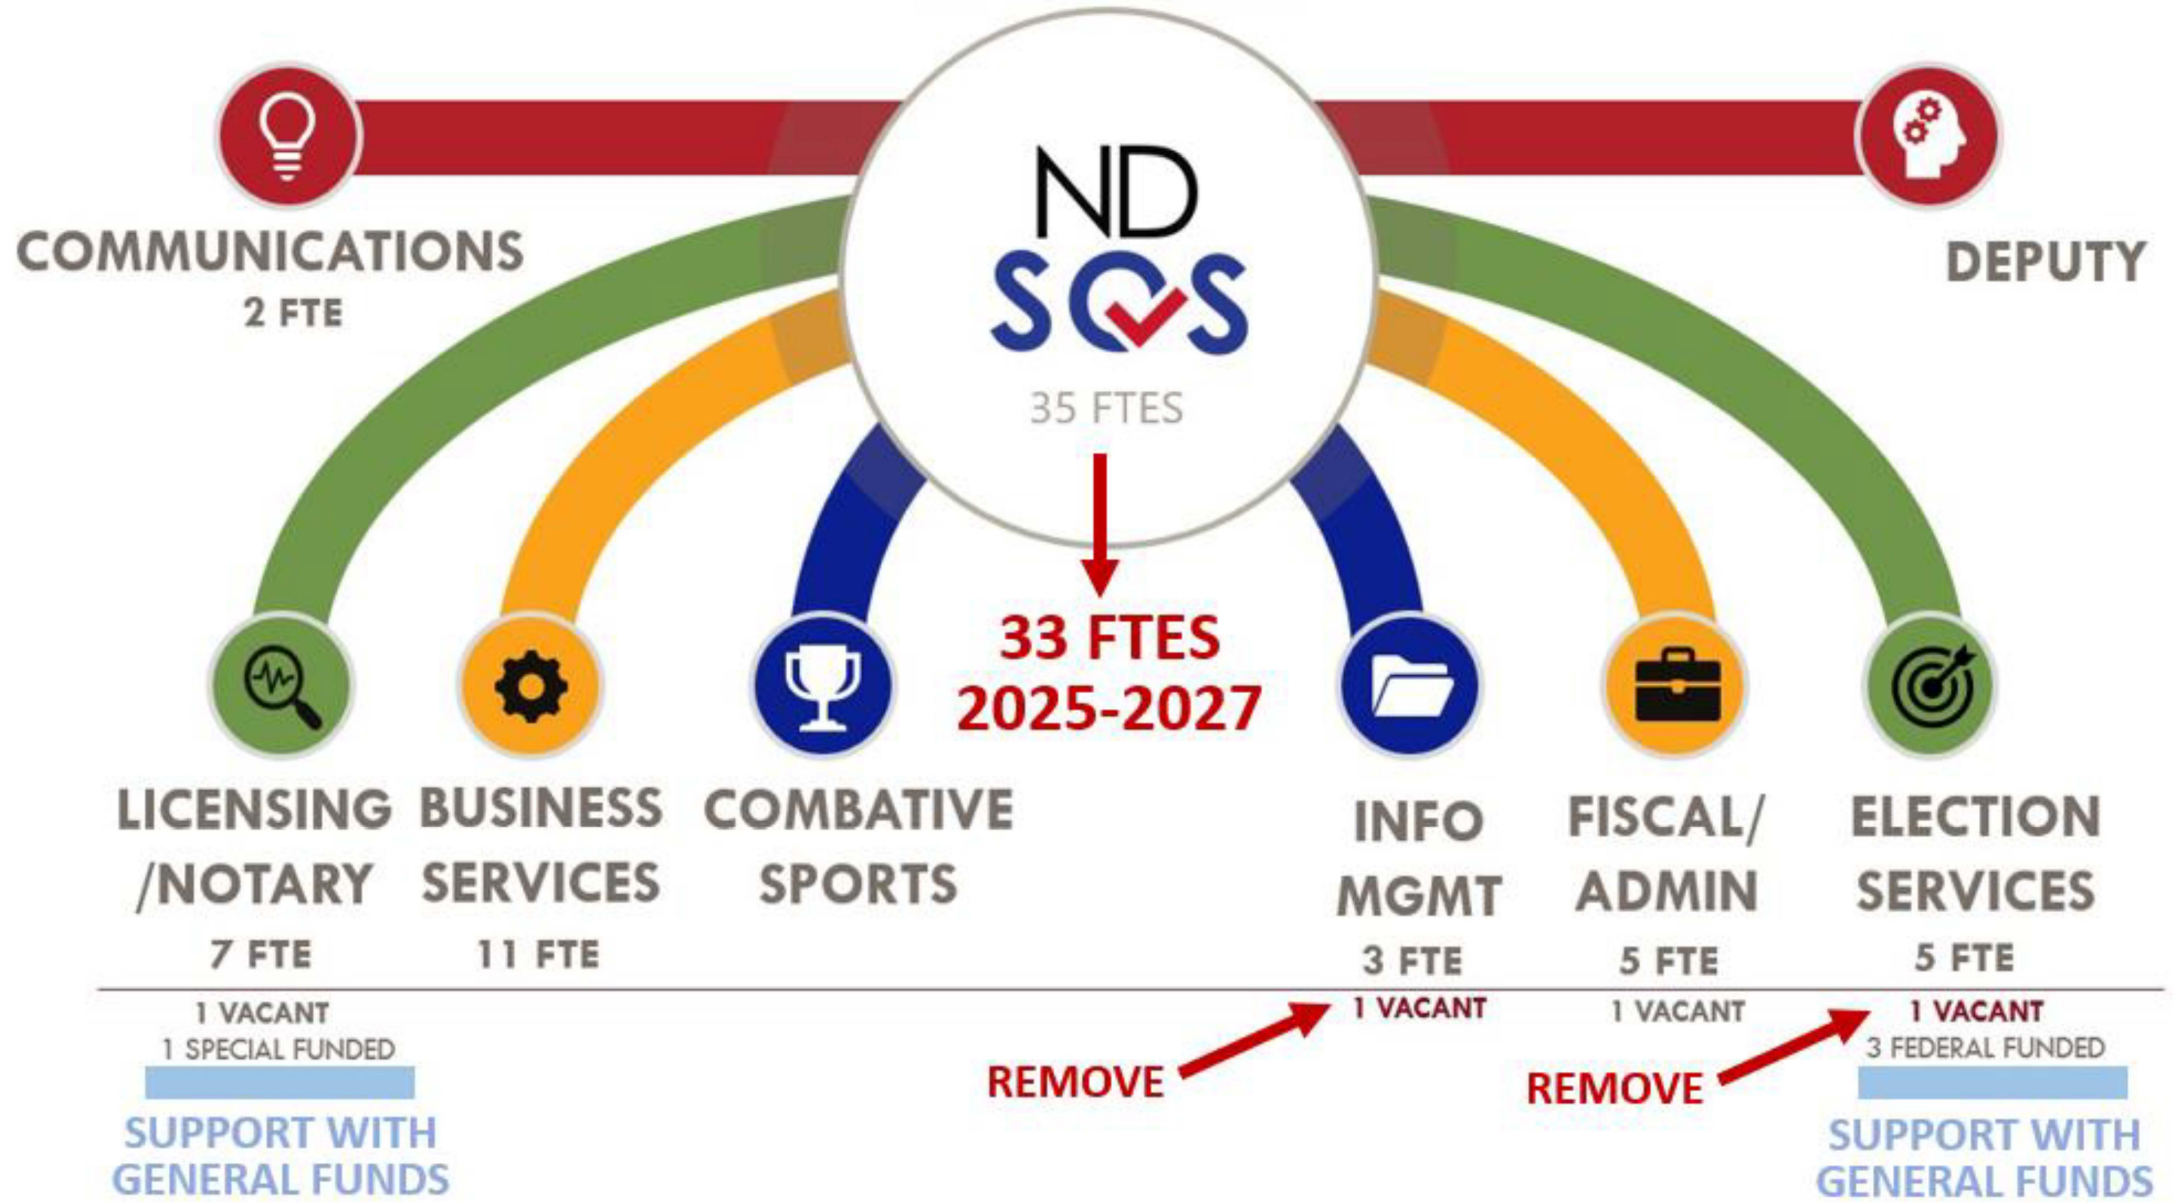 ND
SOS
35 FTES
COMMUNICATIONS
2 FTE
DEPUTY
33 FTES
2025-2027
LICENSING
/NOTARY
7 FTE
1 VACANT
1 SPECIAL FUNDED
SUPPORT WITH
GENERAL FUNDS
BUSINESS
SERVICES
11 FTE
COMBATIVE
SPORTS
INFO
MGMT
3 FTE
1 VACANT
REMOVE
FISCAL/
ADMIN
5 FTE
1 VACANT
REMOVE
ELECTION
SERVICES
5 FTE
1 VACANT
3 FEDERAL FUNDED
SUPPORT WITH
GENERAL FUNDS